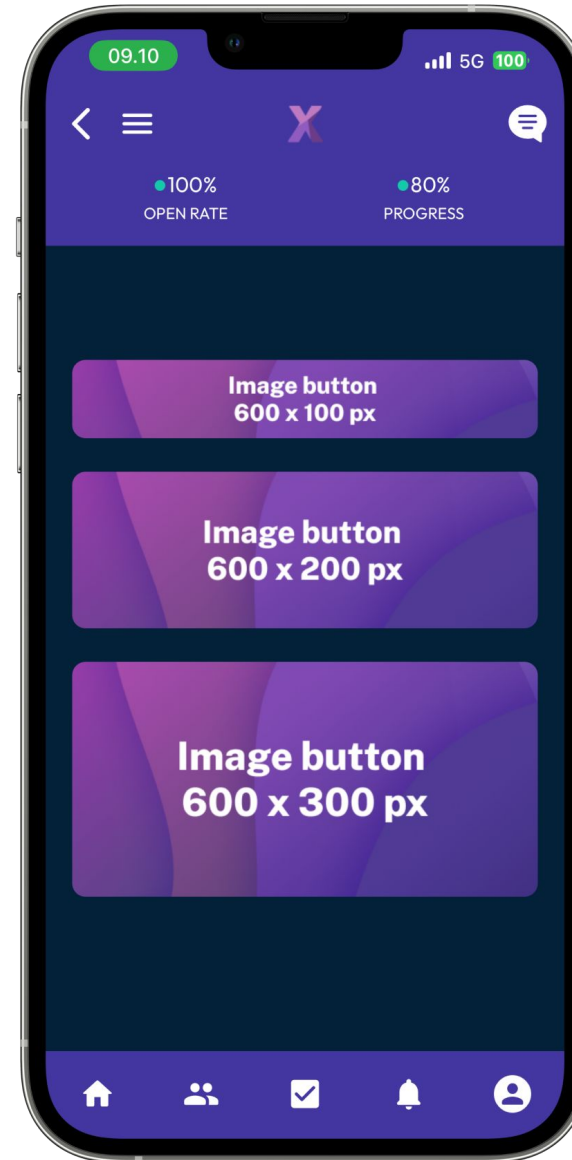 09.10
5G 100
X
100%
OPEN RATE
80%
PROGRESS
Image button
600 x 100 px
Image button
600 x 200 px
Image button
600 x 300 px